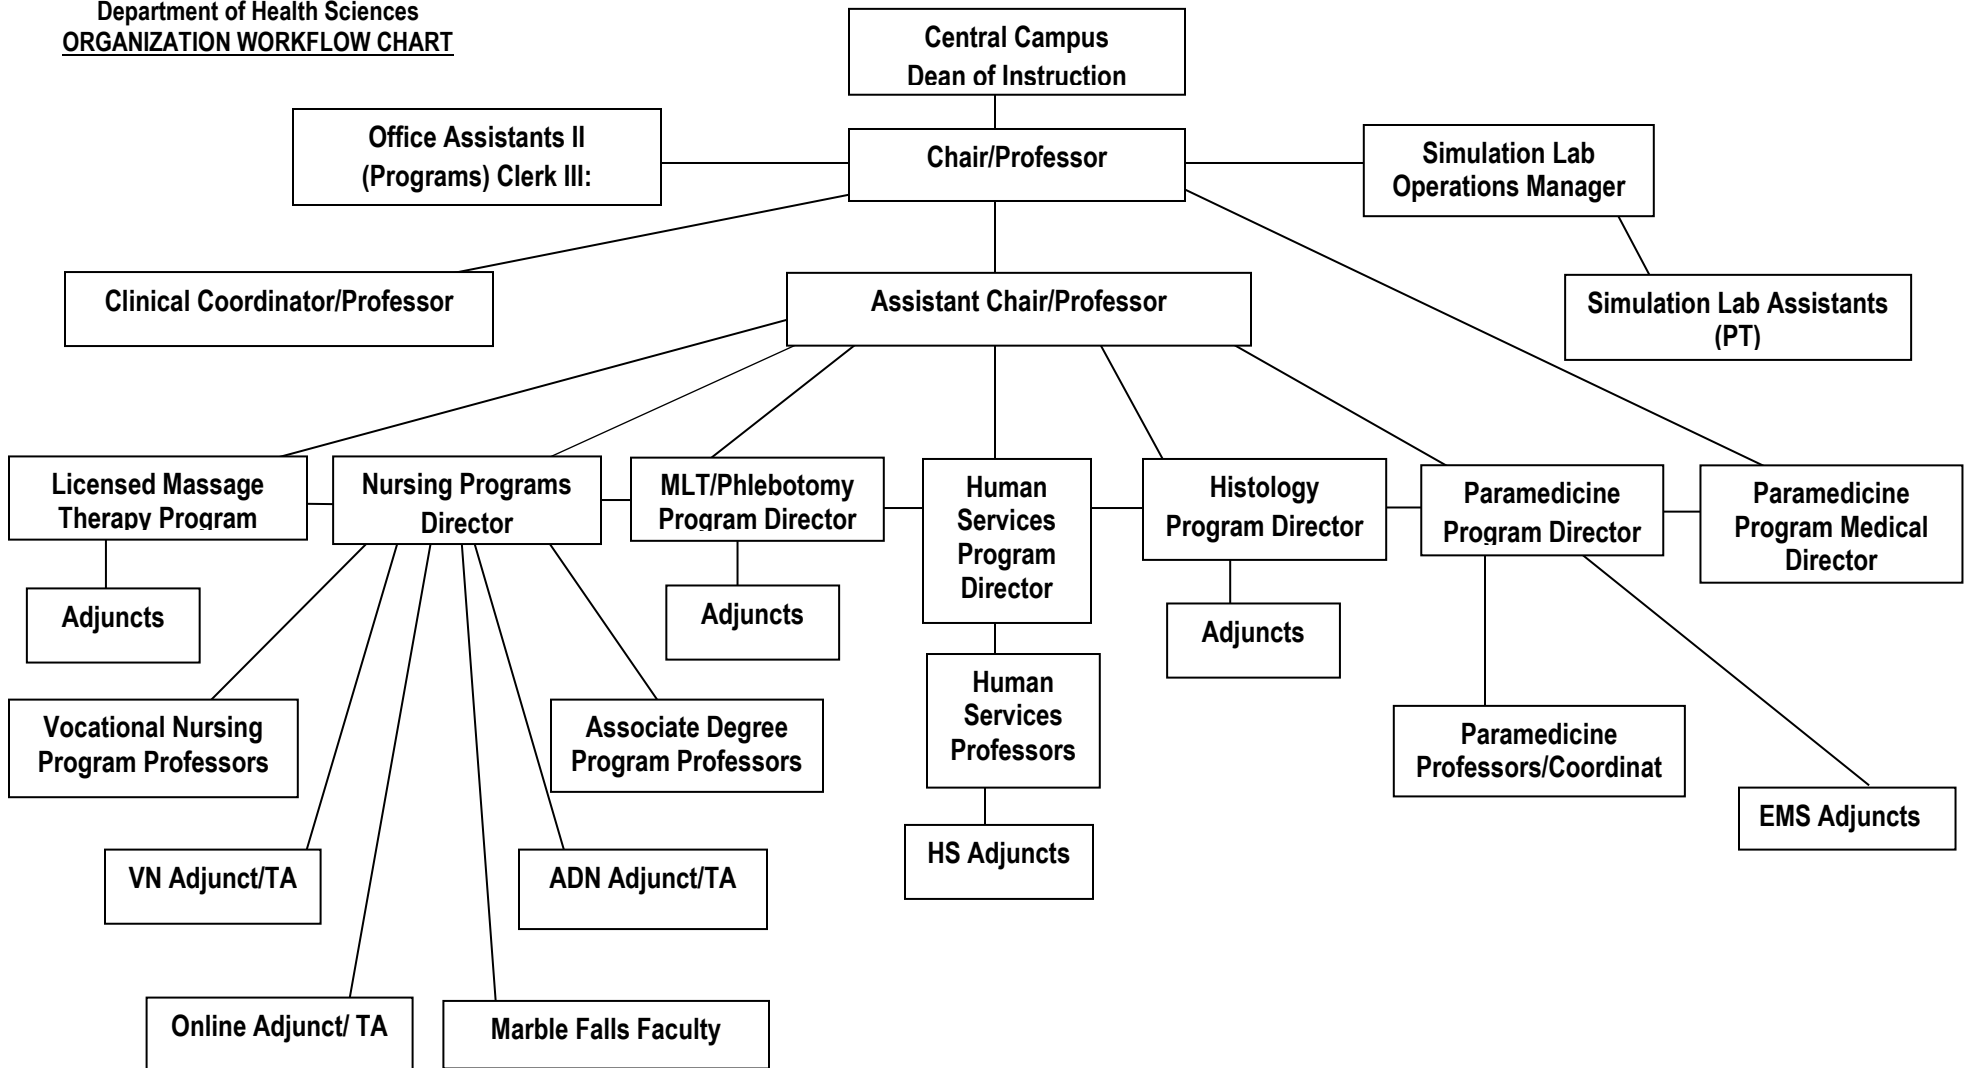 Department of Health Sciences
ORGANIZATION WORKFLOW CHART
Central Campus
Dean of Instruction
Office Assistants II
(Programs) Clerk III:
Chair/Professor
Simulation Lab
Operations Manager
Clinical Coordinator/Professor
Assistant Chair/Professor
Simulation Lab Assistants
(PT)
Licensed Massage
Therapy Program
Nursing Programs
Director
MLT/Phlebotomy
Program Director
Human
Services
Program
Director
Histology
Program Director
Paramedicine
Program Director
Paramedicine
Program Medical
Director
Adjuncts
Adjuncts
Adjuncts
Vocational Nursing
Program Professors
Associate Degree
Program Professors
Human
Services
Professors
Paramedicine
Professors/Coordinat
EMS Adjuncts
VN Adjunct/TA
ADN Adjunct/TA
HS Adjuncts
Online Adjunct/ TA
Marble Falls Faculty